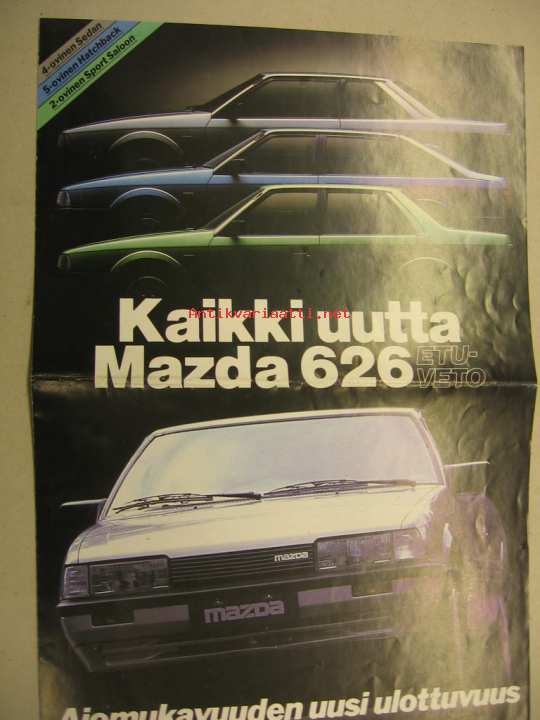 4-ovinen Sedan
5-ovinen Hatchback
2-ovinen Sport Saloon
Antikvariaatti.net
Kaikki uutta
Mazda 626 ETU-
VETO
mazda
mazda
Ajomukavuuden uusi ulottuvuus